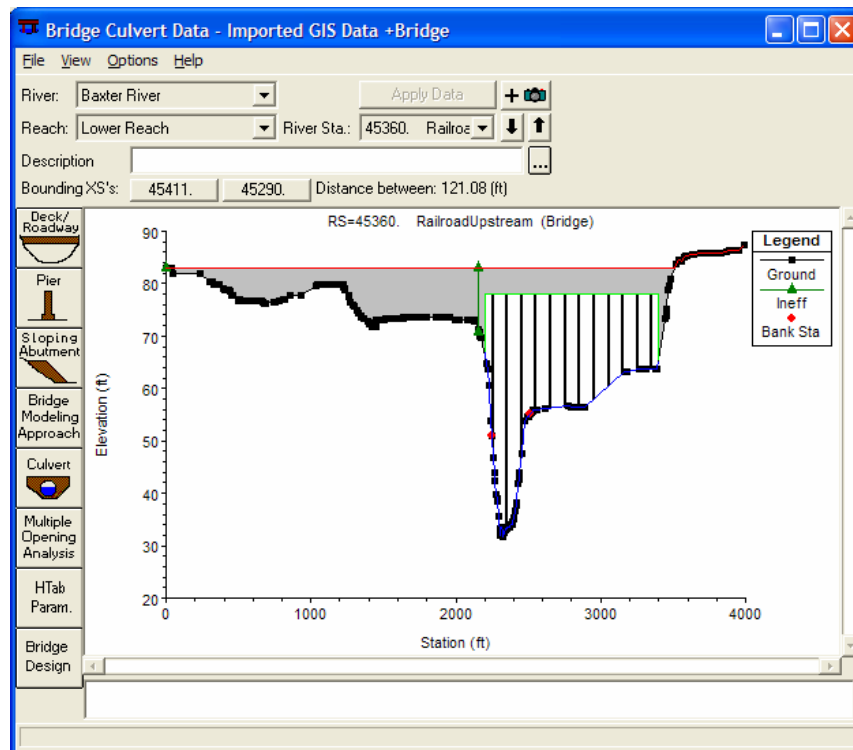 Bridge Culvert Data - Imported GIS Data +Bridge
File View Options Help
River: Baxter River Apply Data
Reach: Lower Reach River Sta.: 45360. Railroa
Description ...
Bounding XS's: 45411. 45290. Distance between: 121.08 (ft)
Deck/
Roadway
Pier
Sloping
Abutment
Bridge
Modeling
Approach
Culvert
Multiple
Opening
Analysis
HTab
Param.
Bridge
Design
RS=45360. RailroadUpstream (Bridge)
90
80
70
60
50
40
30
20
Elevation (ft)
0 1000 2000 3000 4000
Station (ft)
Legend
Ground
Ineff
Bank Sta